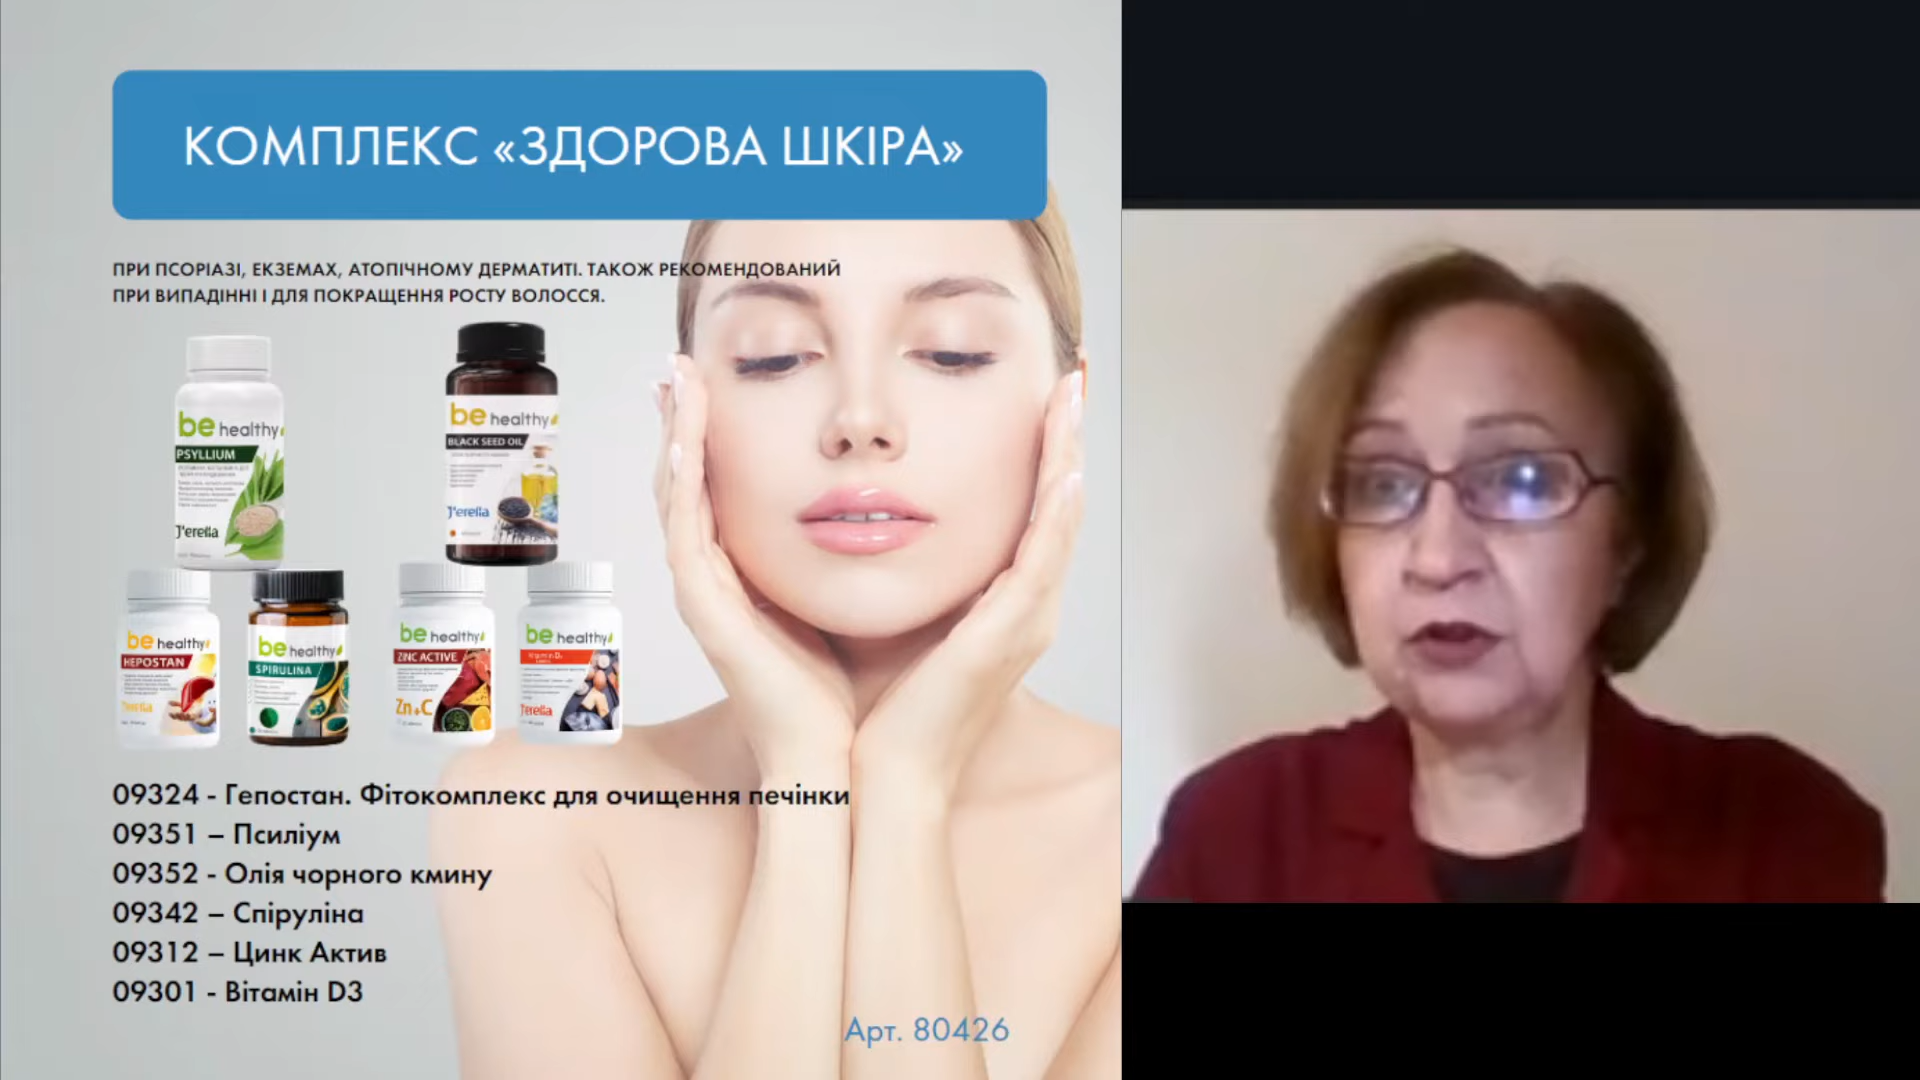 КОМПЛЕКС «ЗДОРОВА ШКІРА»
ПРИ ПСОРІАЗІ, ЕКЗЕМАХ, АТОПІЧНОМУ ДЕРМАТИТІ. ТАКОЖ РЕКОМЕНДОВАНИЙ
ПРИ ВИПАДІННІ І ДЛЯ ПОКРАЩЕННЯ РОСТУ ВОЛОССЯ.
be healthy
PSYLLIUM
J'erelia
be healthy
BLACK SEED OIL
J'erelia
be healthy
HEPOSTAN
J'erelia
be healthy
SPIRULINA
be healthy
ZINC ACTIVE
Zn+C
be healthy
Vitamin D3
J'erelia
09324 - Гепостан. Фітокомплекс для очищення печінки
09351 – Псиліум
09352 - Олія чорного кмину
09342 – Спіруліна
09312 – Цинк Актив
09301 - Вітамін D3
Арт. 80426